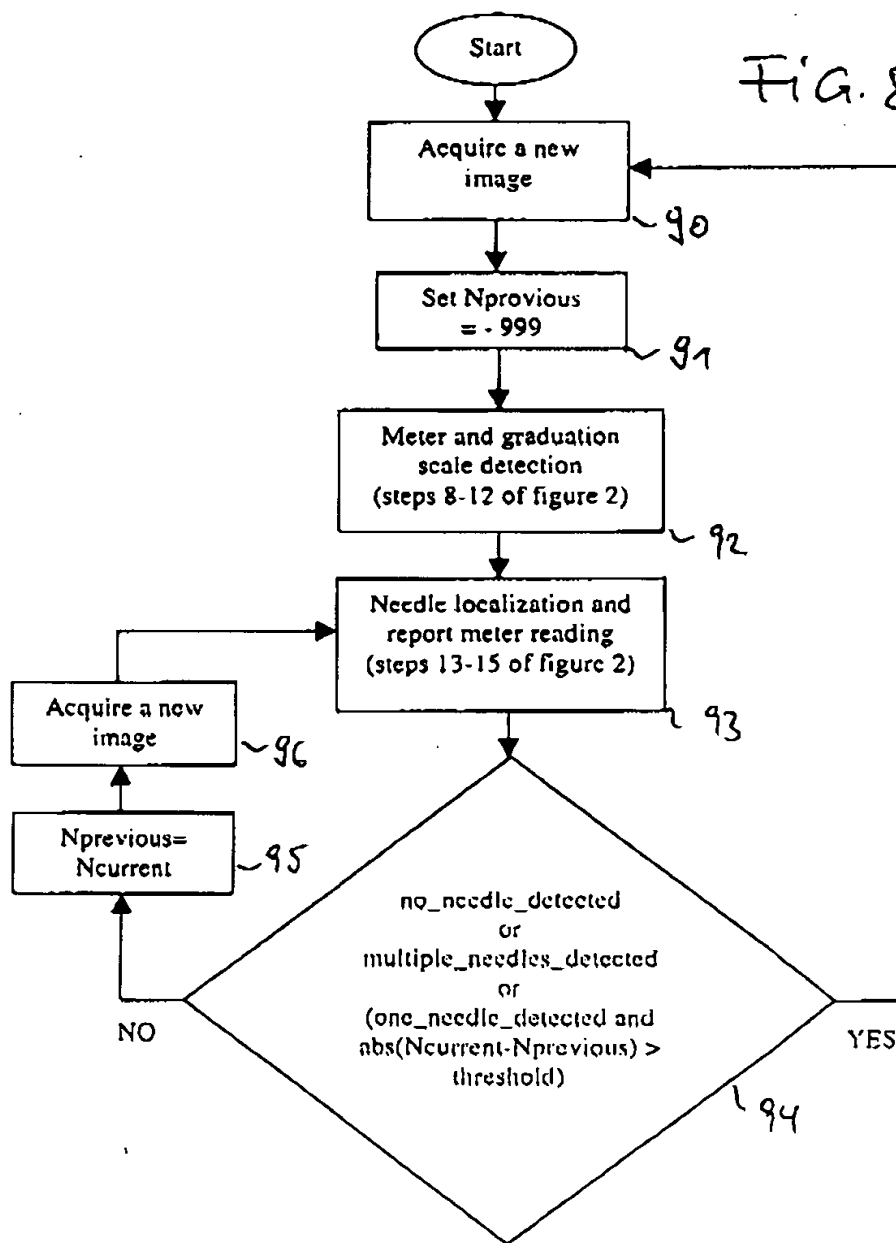 Start
FiG. 8
Acquire a new
image
90
Set Nprovious
= - 999
91
Meter and graduation
scale detection
(steps 8-12 of figure 2)
92
Needle localization and
report meter reading
(steps 13-15 of figure 2)
93
Acquire a new
image
96
Nprevious=
Ncurrent
95
no_needle_detected
or
multiple_needles_detected
or
(one_needle_detected and
abs(Ncurrent-Nprevious) >
threshold)
NO
YES
94